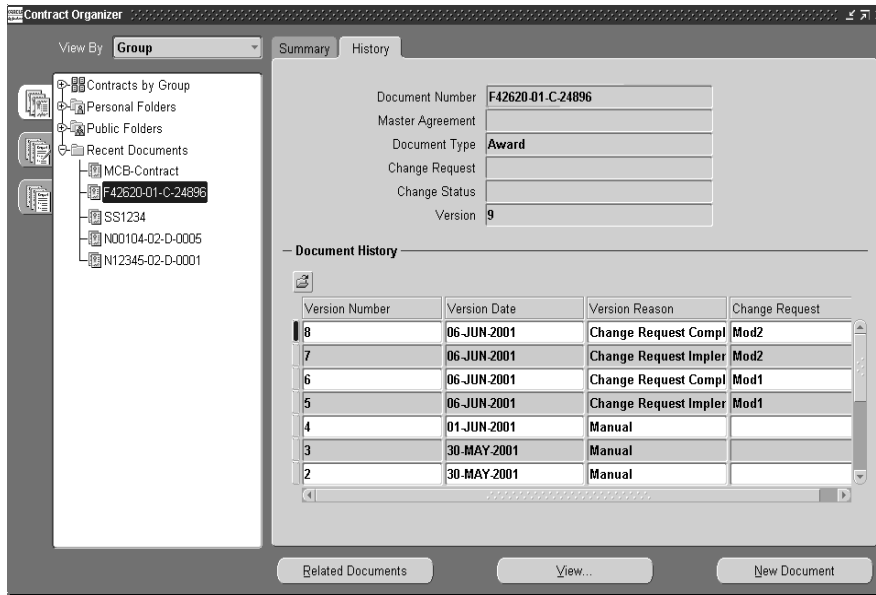 Contract Organizer
View By Group
Summary History
Contracts by Group
Personal Folders
Public Folders
Recent Documents
MCB-Contract
F42620-01-C-24896
SS1234
N00104-02-D-0005
N12345-02-D-0001
Document Number F42620-01-C-24896
Master Agreement
Document Type Award
Change Request
Change Status
Version 9
Document History
Version Number Version Date Version Reason Change Request
8 06-JUN-2001 Change Request Compl Mod2
7 06-JUN-2001 Change Request Impler Mod2
6 06-JUN-2001 Change Request Compl Mod1
5 06-JUN-2001 Change Request Impler Mod1
4 01-JUN-2001 Manual
3 30-MAY-2001 Manual
2 30-MAY-2001 Manual
Related Documents View... New Document